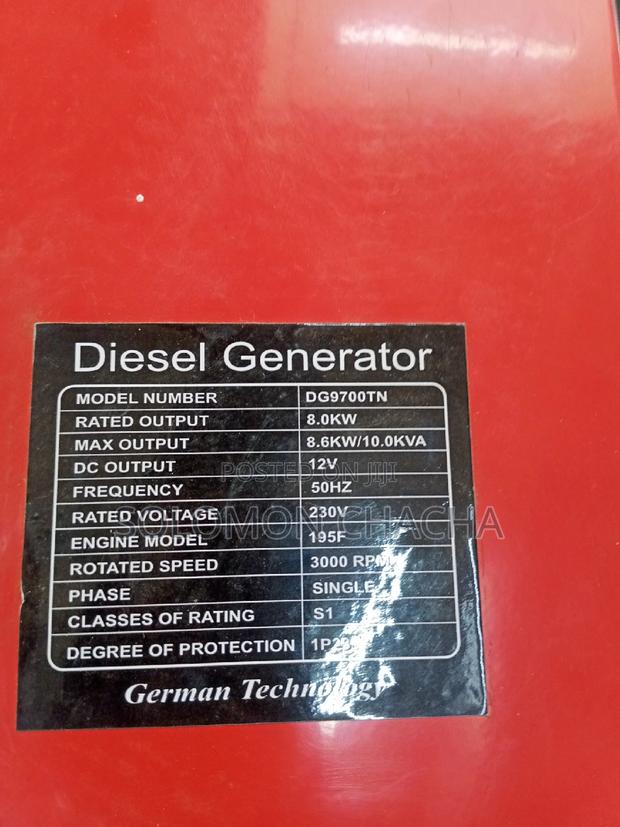 Diesel Generator
MODEL NUMBER DG9700TN
RATED OUTPUT 8.0KW
MAX OUTPUT 8.6KW/10.0KVA
DC OUTPUT 12V
POSTED ON JIJI
FREQUENCY 50HZ
RATED VOLTAGE 230V
SOLOMON CHACHA
ENGINE MODEL 195F
ROTATED SPEED 3000 RPM
PHASE SINGLE
CLASSES OF RATING S1
DEGREE OF PROTECTION
German Technology